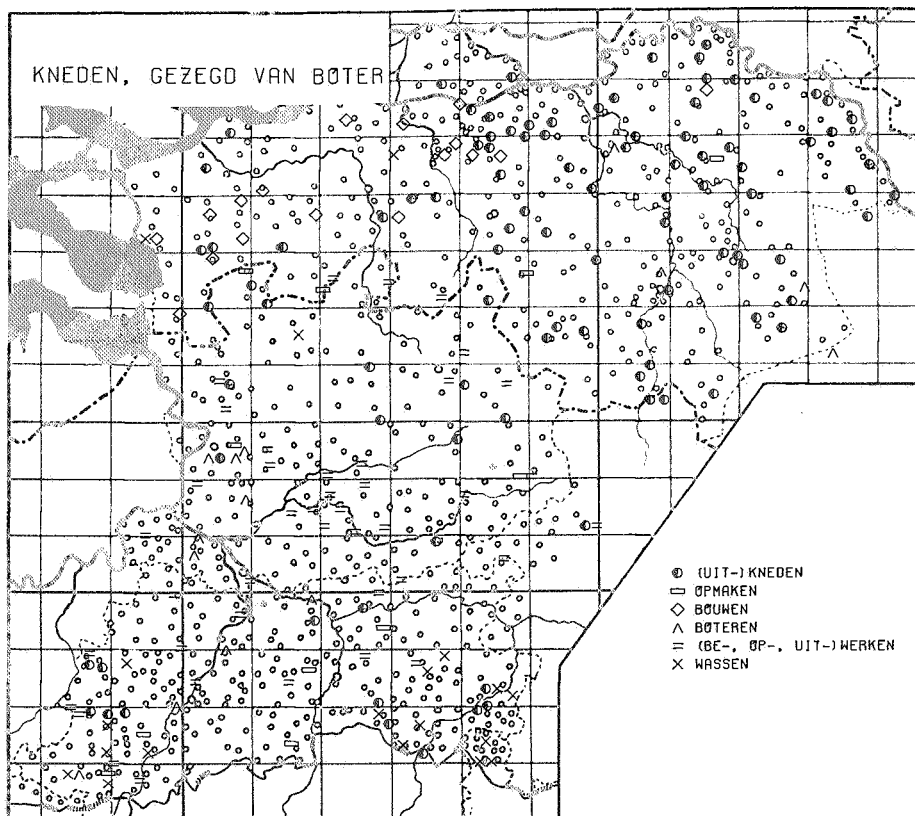 KNEDEN, GEZEGD VAN BOTER
(UIT-)KNEDEN
OPMAKEN
BOUWEN
BOTEREN
(BE-, OP-, UIT-)WERKEN
WASSEN